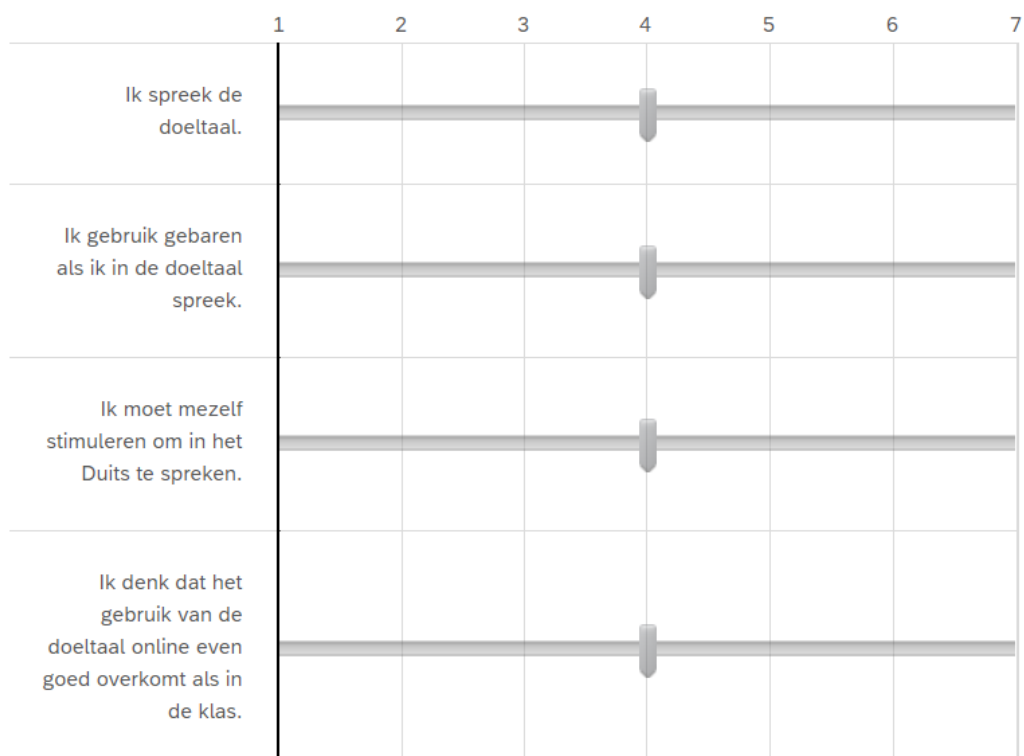 1 2 3 4 5 6 7
Ik spreek de
doeltaal.
Ik gebruik gebaren
als ik in de doeltaal
spreek.
Ik moet mezelf
stimuleren om in het
Duits te spreken.
Ik denk dat het
gebruik van de
doeltaal online even
goed overkomt als in
de klas.